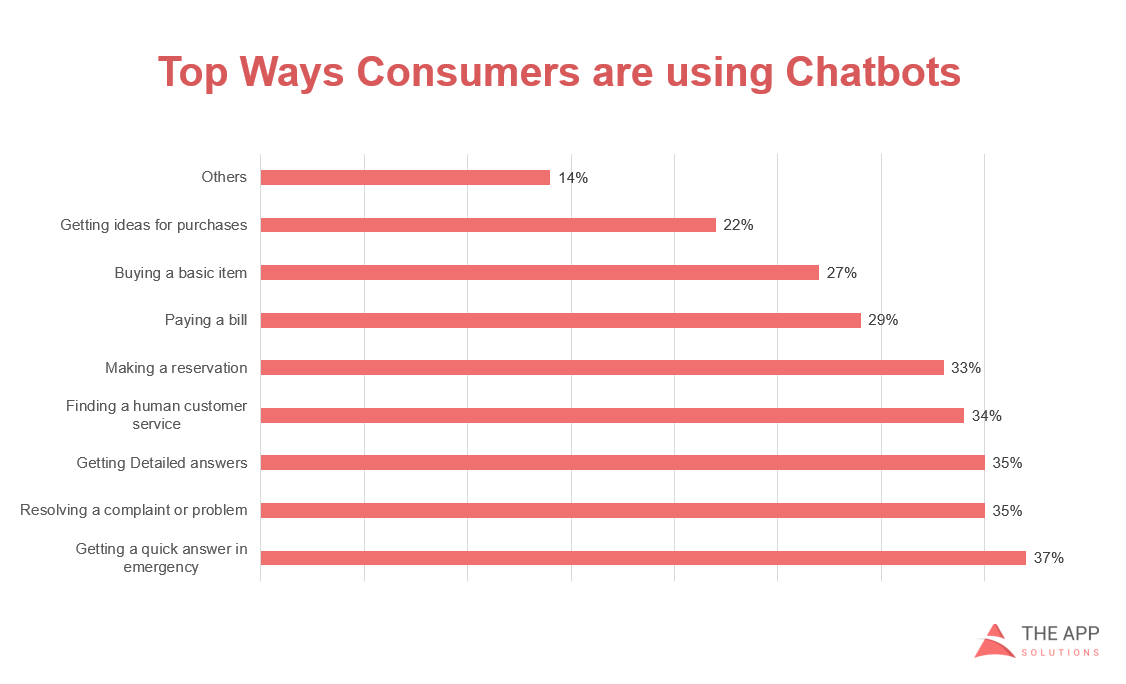 Top Ways Consumers are using Chatbots
Others
14%
Getting ideas for purchases
22%
Buying a basic item
27%
Paying a bill
29%
Making a reservation
33%
Finding a human customer
service
34%
Getting Detailed answers
35%
Resolving a complaint or problem
35%
Getting a quick answer in
emergency
37%
THE APP
SOLUTIONS